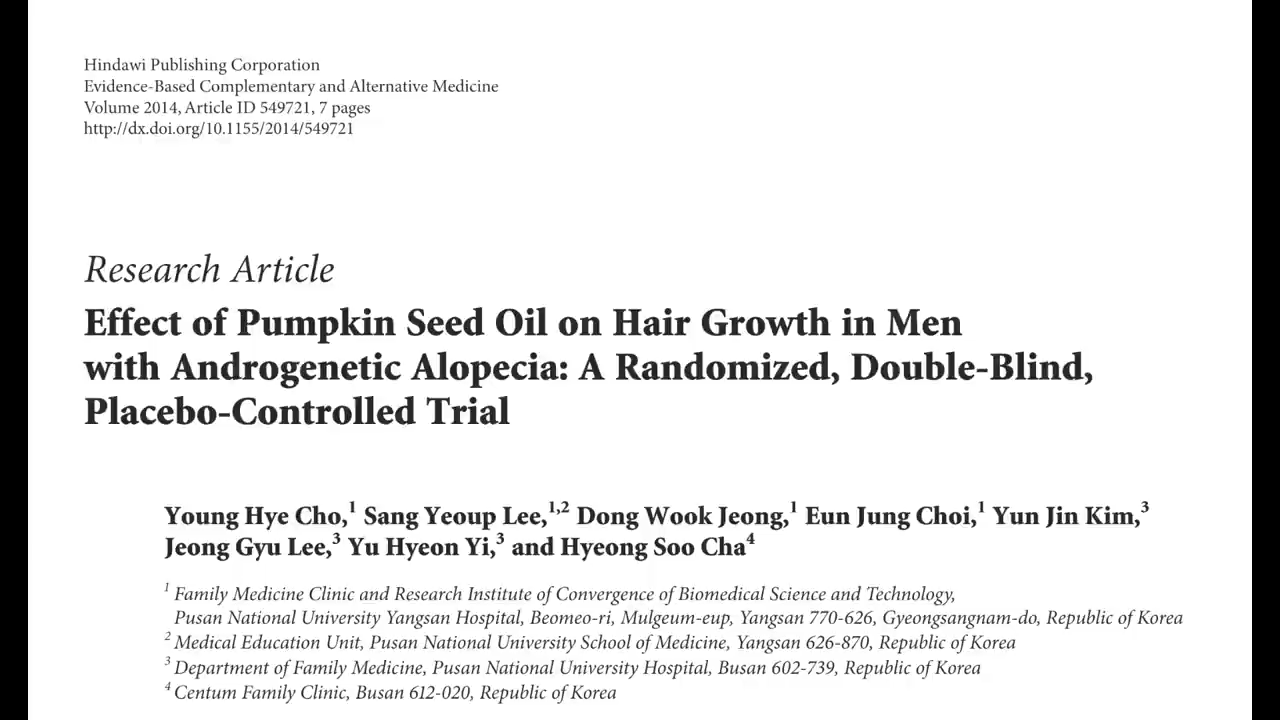 Hindawi Publishing Corporation
Evidence-Based Complementary and Alternative Medicine
Volume 2014, Article ID 549721, 7 pages
http://dx.doi.org/10.1155/2014/549721
Research Article
Effect of Pumpkin Seed Oil on Hair Growth in Men
with Androgenetic Alopecia: A Randomized, Double-Blind,
Placebo-Controlled Trial
Young Hye Cho,1 Sang Yeoup Lee,1,2 Dong Wook Jeong,1 Eun Jung Choi,1 Yun Jin Kim,3
Jeong Gyu Lee,3 Yu Hyeon Yi,3 and Hyeong Soo Cha4
1 Family Medicine Clinic and Research Institute of Convergence of Biomedical Science and Technology,
Pusan National University Yangsan Hospital, Beomeo-ri, Mulgeum-eup, Yangsan 770-626, Gyeongsangnam-do, Republic of Korea
2 Medical Education Unit, Pusan National University School of Medicine, Yangsan 626-870, Republic of Korea
3 Department of Family Medicine, Pusan National University Hospital, Busan 602-739, Republic of Korea
4 Centum Family Clinic, Busan 612-020, Republic of Korea